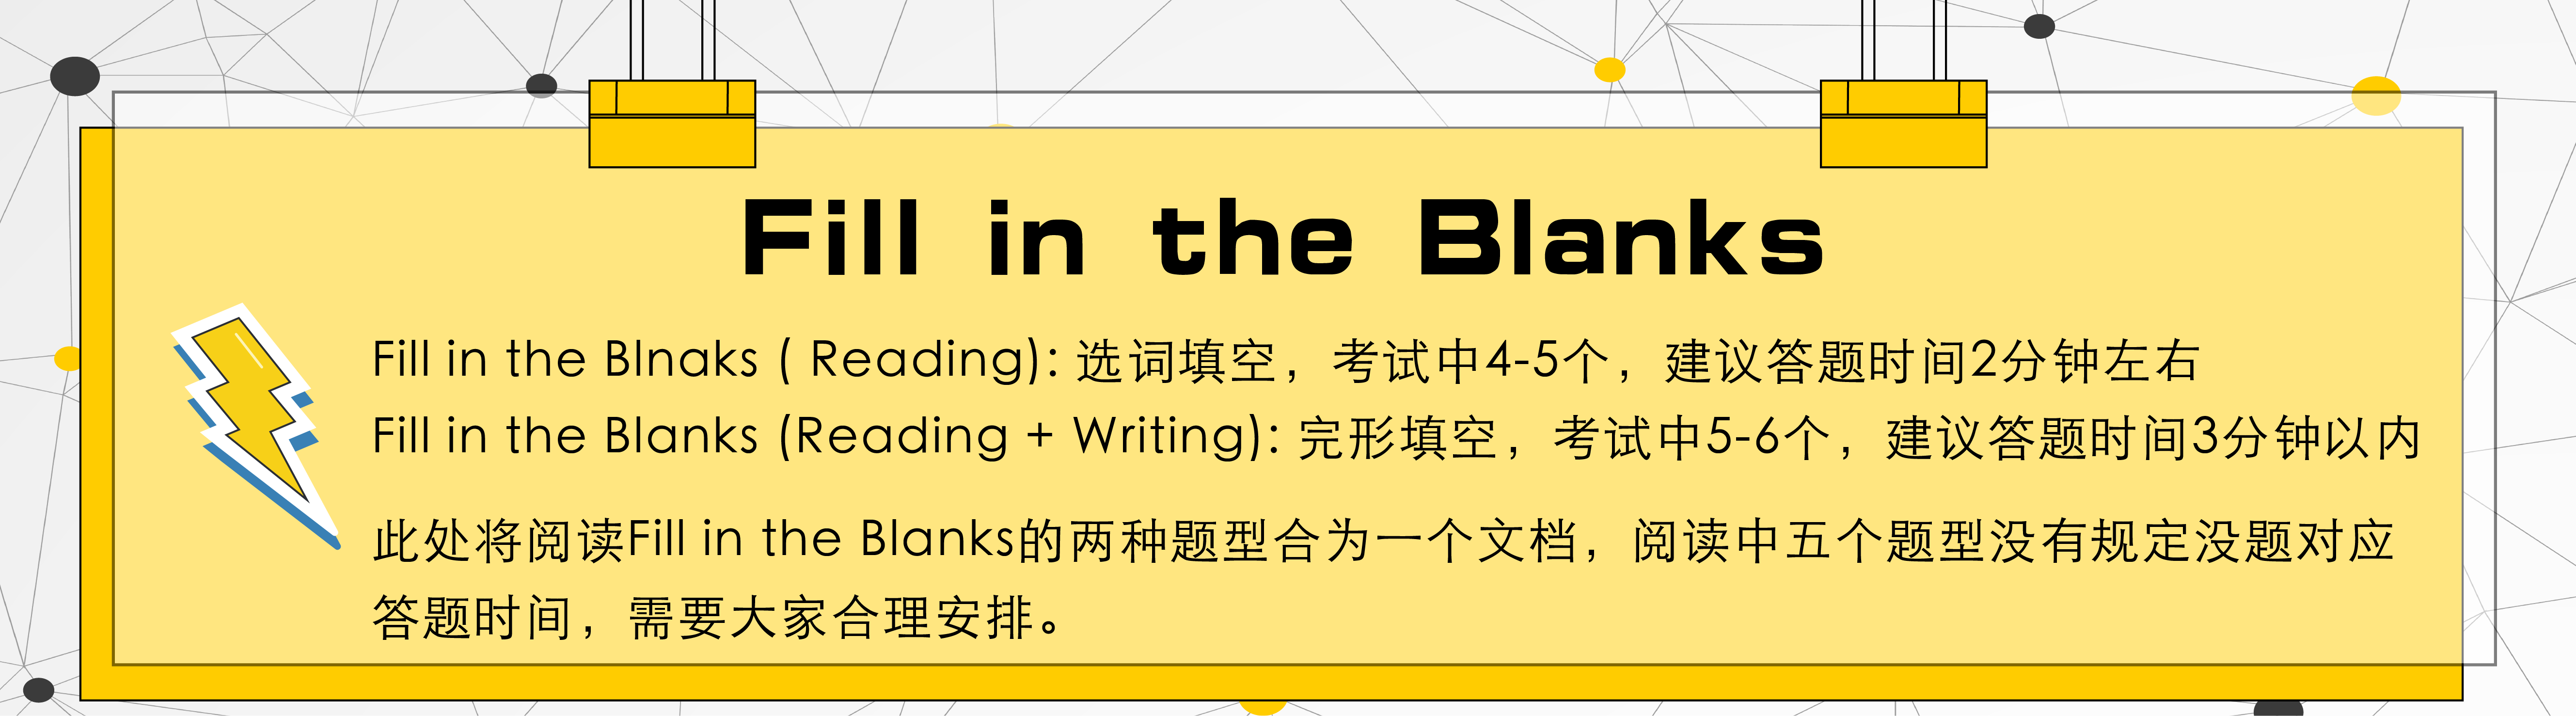 Fill in the Blanks
Fill in the Blnaks ( Reading): 选词填空，考试中4-5个，建议答题时间2分钟左右
Fill in the Blanks (Reading + Writing): 完形填空，考试中5-6个，建议答题时间3分钟以内
此处将阅读Fill in the Blanks的两种题型合为一个文档，阅读中五个题型没有规定没题对应
答题时间，需要大家合理安排。